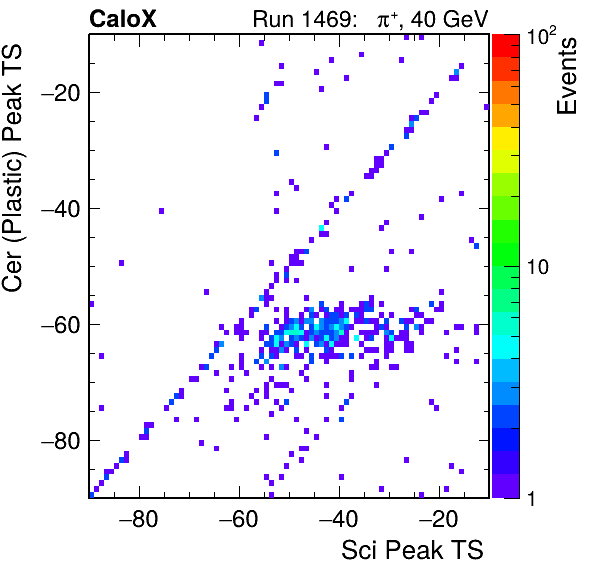 CaloX Run 1469: π⁺, 40 GeV
Cer (Plastic) Peak TS
−20
−40
−60
−80
−80 −60 −40 −20
Sci Peak TS
10²
10
1
Events